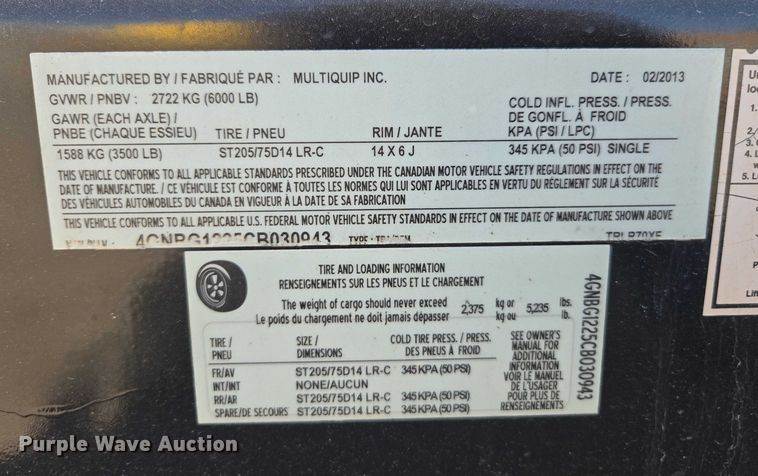 MANUFACTURED BY / FABRIQUÉ PAR : MULTIQUIP INC. DATE : 02/2013
GVWR / PNBV : 2722 KG (6000 LB)
GAWR (EACH AXLE) /
PNBE (CHAQUE ESSIEU) TIRE / PNEU RIM / JANTE
COLD INFL. PRESS. / PRESS.
DE GONFL. À FROID
KPA (PSI / LPC)
1588 KG (3500 LB) ST205/75D14 LR-C 14 X 6 J 345 KPA (50 PSI) SINGLE
THIS VEHICLE CONFORMS TO ALL APPLICABLE STANDARDS PRESCRIBED UNDER THE CANADIAN MOTOR VEHICLE SAFETY REGULATIONS IN EFFECT ON THE
DATE OF MANUFACTURE. / CE VÉHICULE EST CONFORME À TOUTES LES NORMES QUI LUI SONT APPLICABLES EN VERTU DU RÈGLEMENT SUR LA SÉCURITÉ
DES VÉHICULES AUTOMOBILES DU CANADA EN VIGUEUR À LA DATE DE SA FABRICATION
THIS VEHICLE CONFORMS TO ALL APPLICABLE U.S. FEDERAL MOTOR VEHICLE SAFETY STANDARDS IN EFFECT ON THE DATE OF MANUFACTURE SHOWN ABOVE
4GNBG1225CB030943 TYPE: TRLR70XF
TIRE AND LOADING INFORMATION
RENSEIGNEMENTS SUR LES PNEUS ET LE CHARGEMENT
The weight of cargo should never exceed 2,375 kg or 5,235 lbs.
Le poids du chargement ne doit jamais dépasser kg ou lb.
TIRE / SIZE / COLD TIRE PRESS. / PRESS.
PNEU DIMENSIONS DES PNEUS À FROID
FR/AV ST205/75D14 LR-C 345 KPA (50 PSI)
INT/INT NONE/AUCUN
RR/AR ST205/75D14 LR-C 345 KPA (50 PSI)
SPARE/DE SECOURS ST205/75D14 LR-C 345 KPA (50 PSI)
SEE OWNER'S
MANUAL FOR
ADDITIONAL
INFORMATION
VOIR LE MANUEL
DE L'USAGER
POUR PLUS DE
RENSEIGNEMENTS
4GNBG1225CB030943
1.
2.
4. L
5. L
P
Purple Wave Auction